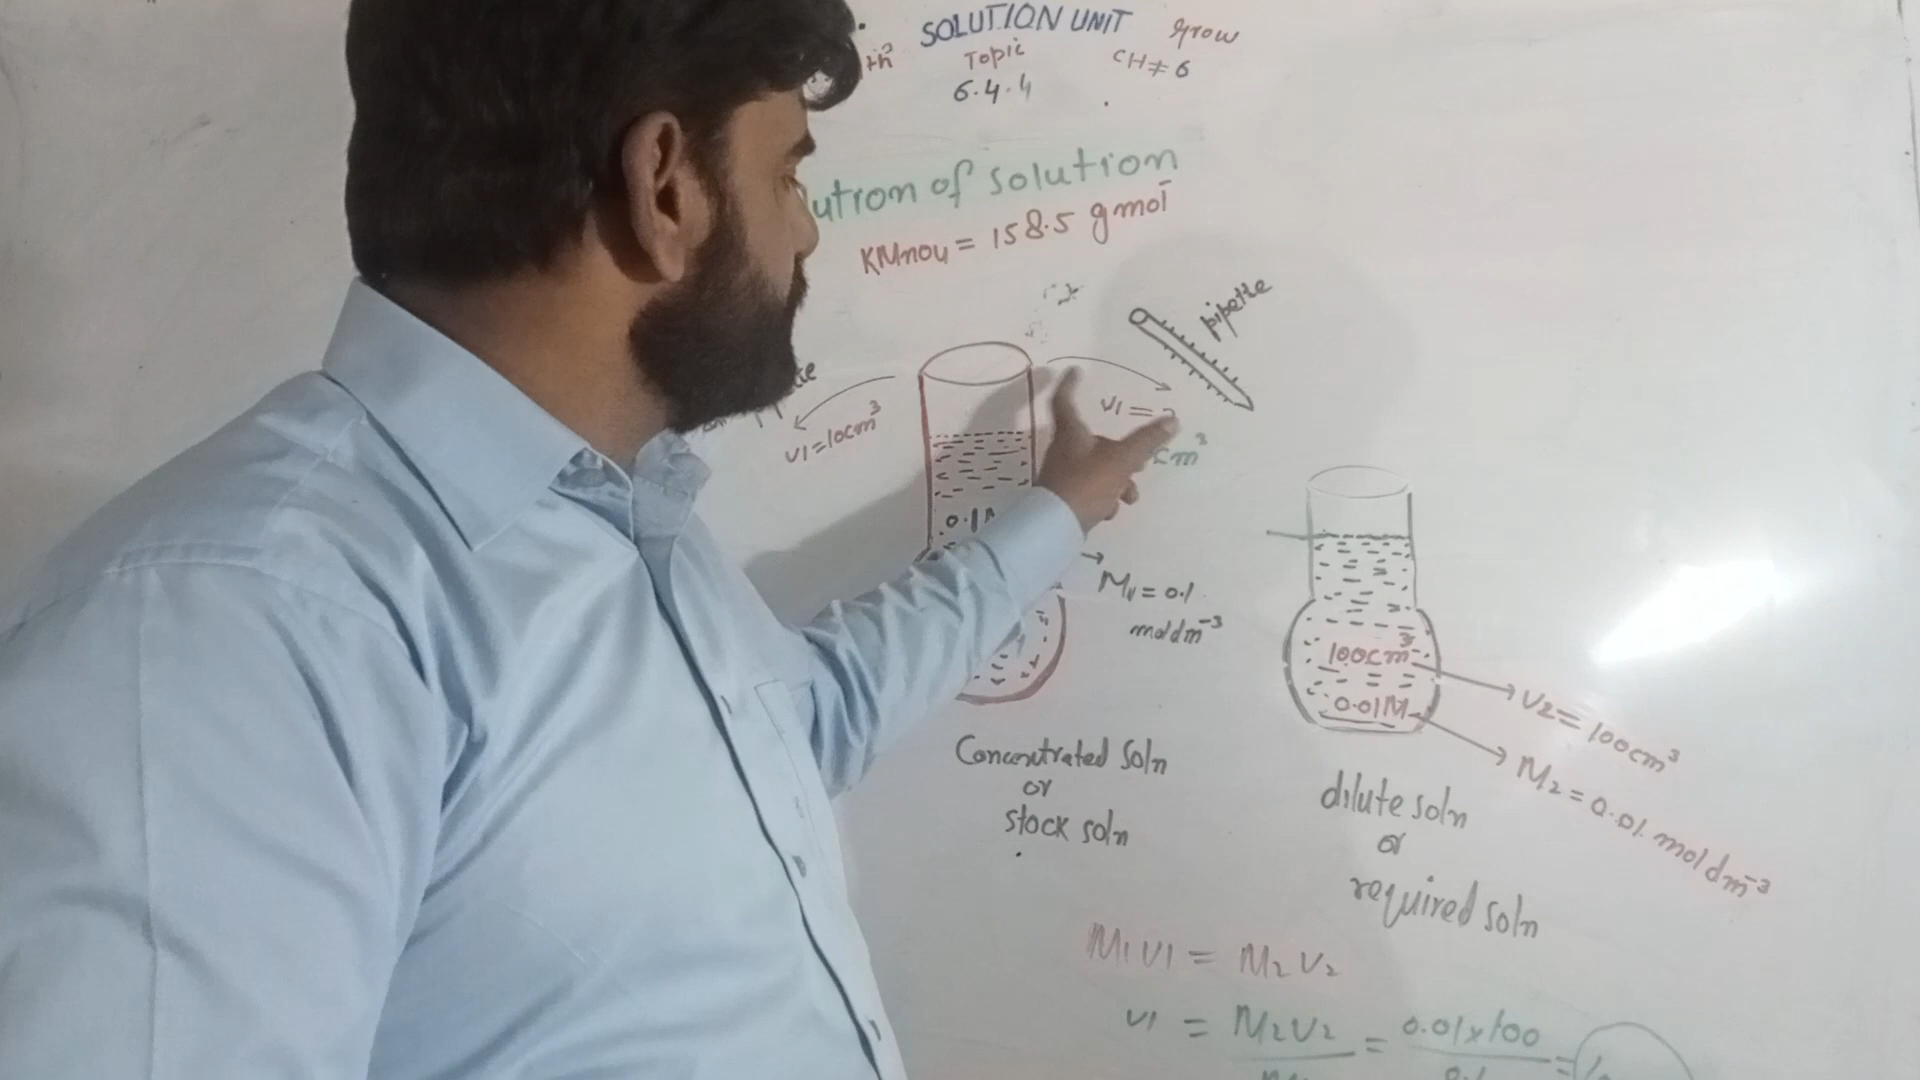 SOLUTION UNIT
grow
th
Topic
CH≠6
6.4.4
ution of solution
KMnO4 = 158.5 gmol⁻
pipette
V1=10cm³
V1 = ?
cm³
0.1
M1 = 0.1
moldm⁻³
100cm³
0.01M
V2 = 100cm³
M2 = 0.01 moldm⁻³
Concentrated Soln
or
stock soln
dilute soln
or
required soln
M1V1 = M2V2
V1 = M2V2 = 0.01x100 =